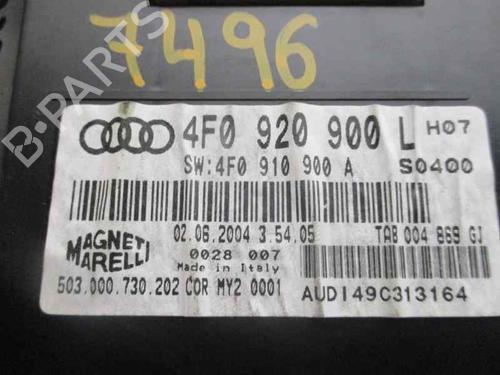 7496
B-PARTS
4F0 920 900 L H07
SW:4F0 910 900 A S0400
02.06.2004 3.54.05 TAB 004 869 GJ
MAGNETI MARELLI
0028 007
Made in Italy
503.000.730.202 COR MY2 0001
AUDI49C313164